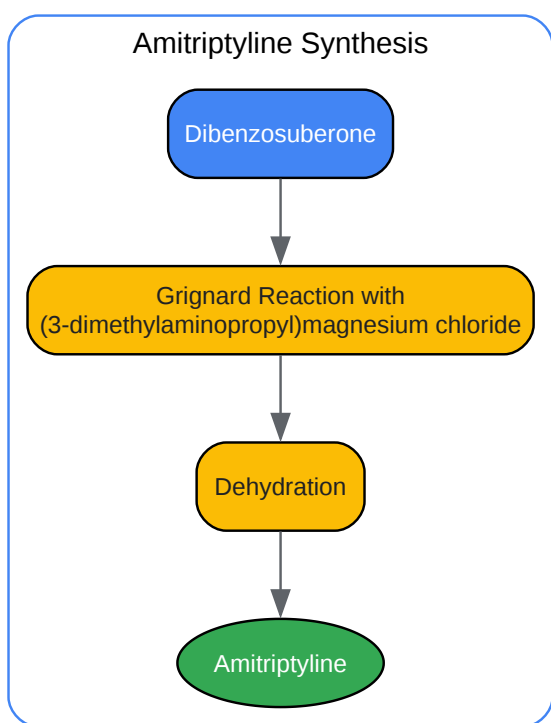 Amitriptyline Synthesis
Dibenzosuberone
Grignard Reaction with
(3-dimethylaminopropyl)magnesium chloride
Dehydration
Amitriptyline